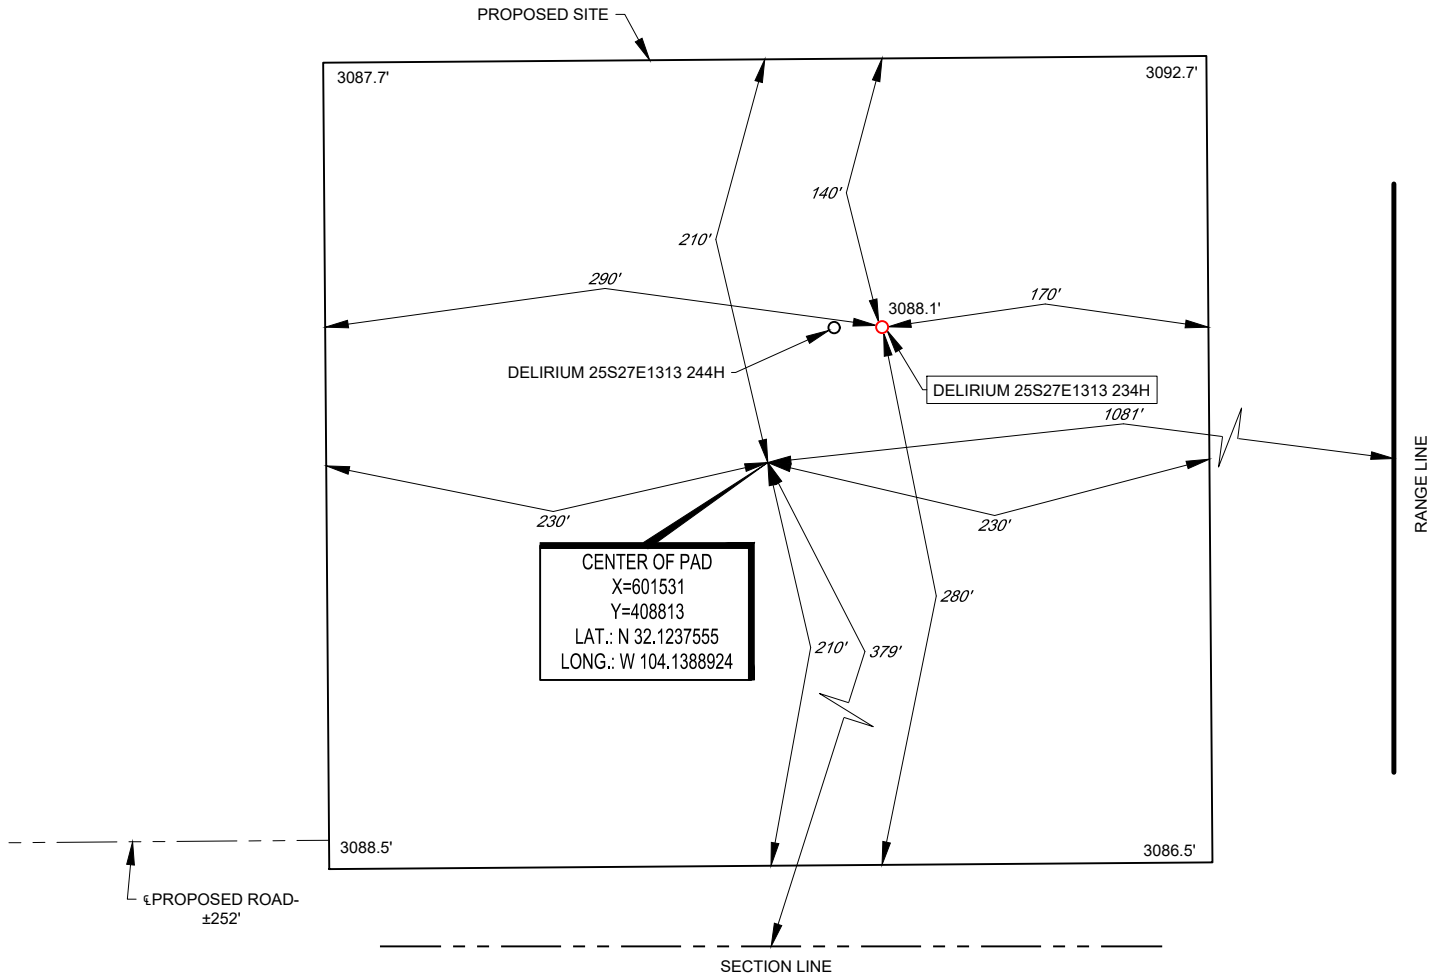 PROPOSED SITE
3087.7'
3092.7'
140'
210'
290'
170'
3088.1'
DELIRIUM 25S27E1313 244H
DELIRIUM 25S27E1313 234H
1081'
RANGE LINE
230'
230'
CENTER OF PAD
X=601531
Y=408813
LAT.: N 32.1237555
LONG.: W 104.1388924
280'
210'
379'
3088.5'
3086.5'
℄PROPOSED ROAD-
±252'
SECTION LINE